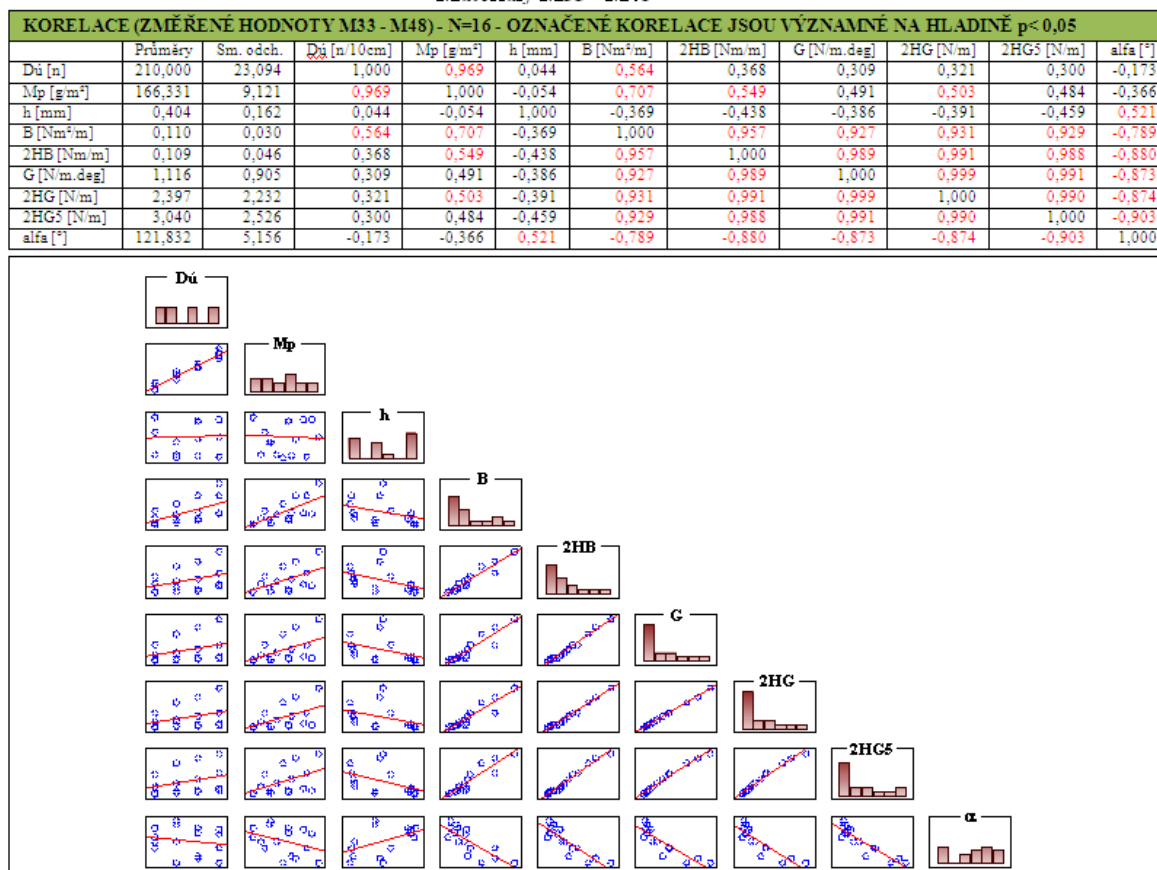 KORELACE (ZMĚŘENÉ HODNOTY M33 - M48) - N=16 - OZNAČENÉ KORELACE JSOU VÝZNAMNÉ NA HLADINĚ p< 0,05
Průměry Sm. odch. Dú [n/10cm] Mp [g/m²] h [mm] B [Nm²/m] 2HB [Nm/m] G [N/m.deg] 2HG [N/m] 2HG5 [N/m] alfa [°]
Dú [n] 210,000 23,094 1,000 0,969 0,044 0,564 0,368 0,309 0,321 0,300 -0,173
Mp [g/m²] 166,331 9,121 0,969 1,000 -0,054 0,707 0,549 0,491 0,503 0,484 -0,366
h [mm] 0,404 0,162 0,044 -0,054 1,000 -0,369 -0,438 -0,386 -0,391 -0,459 0,521
B [Nm²/m] 0,110 0,030 0,564 0,707 -0,369 1,000 0,957 0,927 0,931 0,929 -0,789
2HB [Nm/m] 0,109 0,046 0,368 0,549 -0,438 0,957 1,000 0,989 0,991 0,988 -0,880
G [N/m.deg] 1,116 0,905 0,309 0,491 -0,386 0,927 0,989 1,000 0,999 0,991 -0,873
2HG [N/m] 2,397 2,232 0,321 0,503 -0,391 0,931 0,991 0,999 1,000 0,990 -0,874
2HG5 [N/m] 3,040 2,526 0,300 0,484 -0,459 0,929 0,988 0,991 0,990 1,000 -0,903
alfa [°] 121,832 5,156 -0,173 -0,366 0,521 -0,789 -0,880 -0,873 -0,874 -0,903 1,000
Dú
Mp
h
B
2HB
G
2HG
2HG5
α